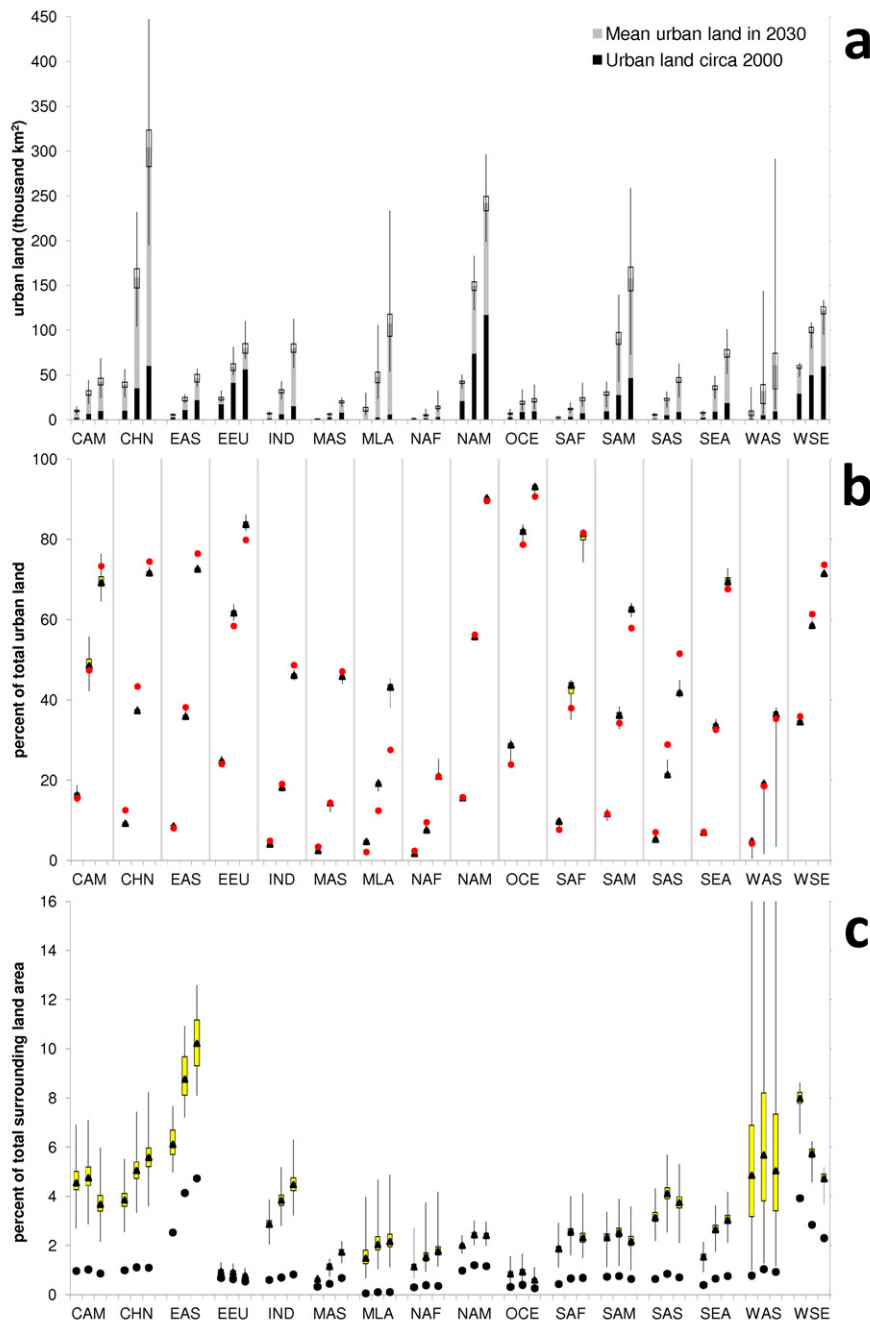 a
Mean urban land in 2030
Urban land circa 2000
urban land (thousand km²)
450
400
350
300
250
200
150
100
50
0
CAM CHN EAS EEU IND MAS MLA NAF NAM OCE SAF SAM SAS SEA WAS WSE
b
percent of total urban land
100
80
60
40
20
0
CAM CHN EAS EEU IND MAS MLA NAF NAM OCE SAF SAM SAS SEA WAS WSE
c
percent of total surrounding land area
16
14
12
10
8
6
4
2
0
CAM CHN EAS EEU IND MAS MLA NAF NAM OCE SAF SAM SAS SEA WAS WSE